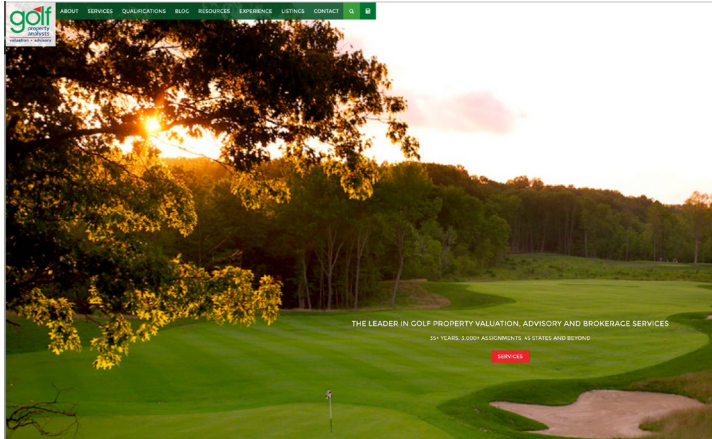 golf
property
analysts
valuation • advisors
ABOUT SERVICES QUALIFICATIONS BLOG RESOURCES EXPERIENCE LISTINGS CONTACT
THE LEADER IN GOLF PROPERTY VALUATION, ADVISORY AND BROKERAGE SERVICES
35+ YEARS, 3,000+ ASSIGNMENTS, 45 STATES AND BEYOND
SERVICES